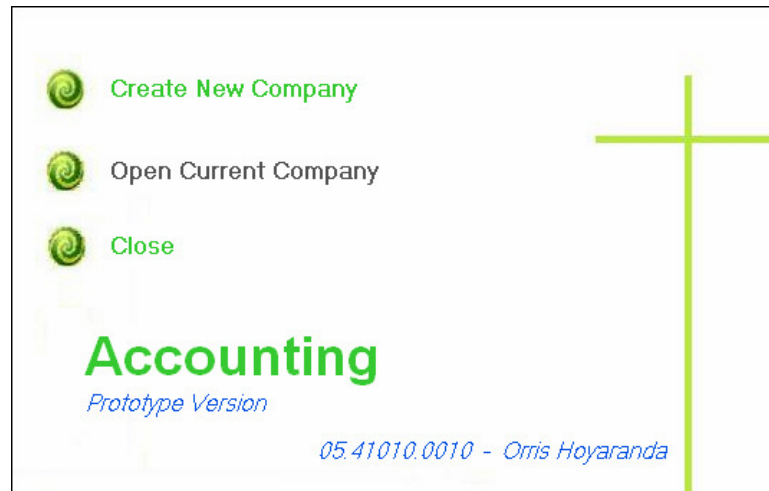 Create New Company
Open Current Company
Close
Accounting
Prototype Version
05.41010.0010 - Orris Hoyaranda